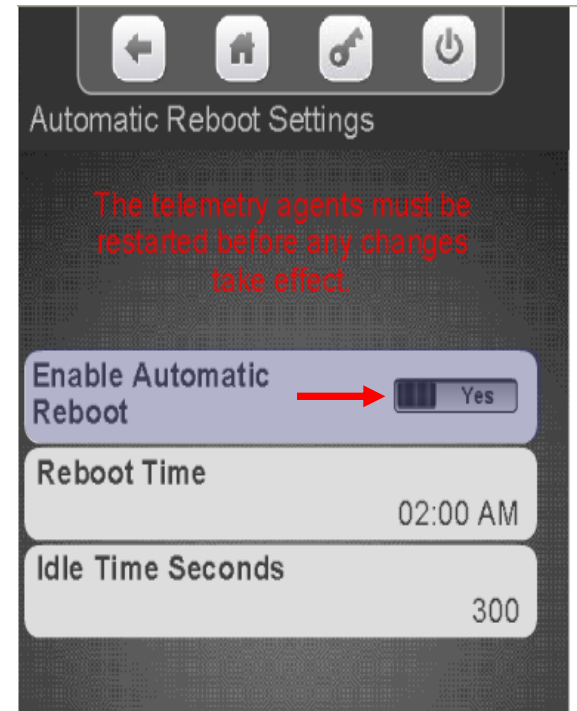 Automatic Reboot Settings
The telemetry agents must be
restarted before any changes
take effect.
Enable Automatic
Reboot
Yes
Reboot Time
02:00 AM
Idle Time Seconds
300